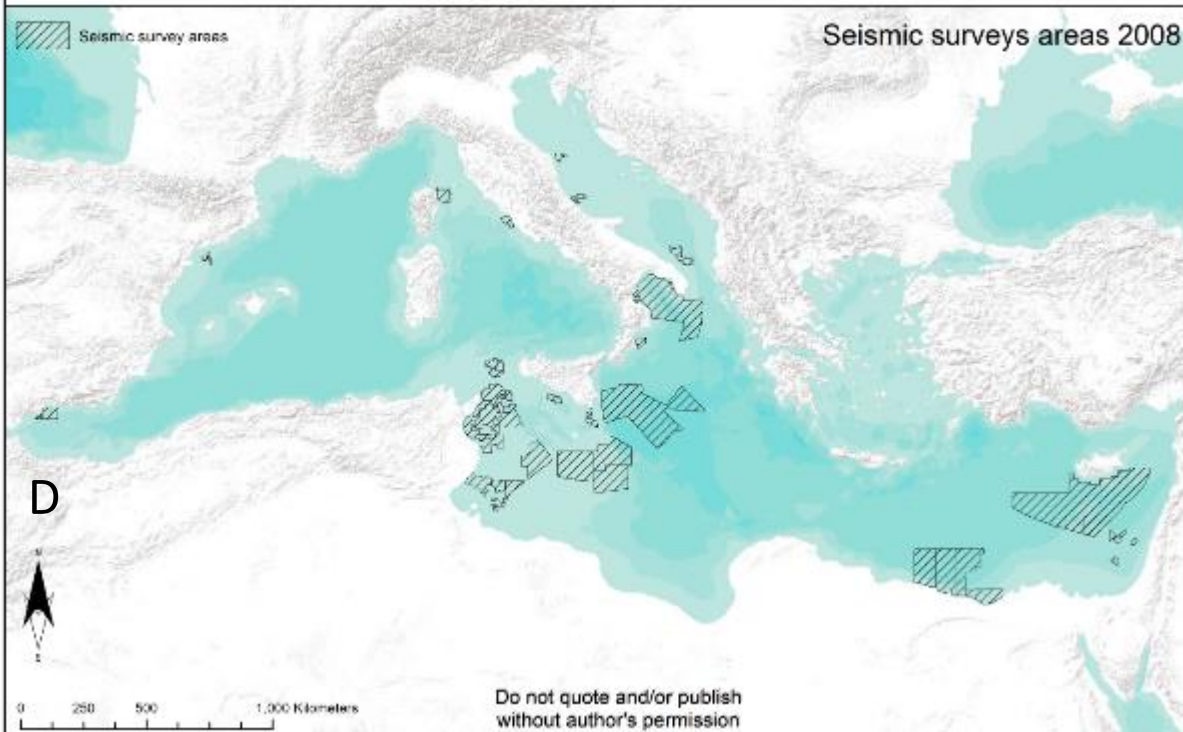 Seismic survey areas
Seismic surveys areas 2008
D
N
S
0 250 500 1,000 Kilometers
Do not quote and/or publish
without author's permission